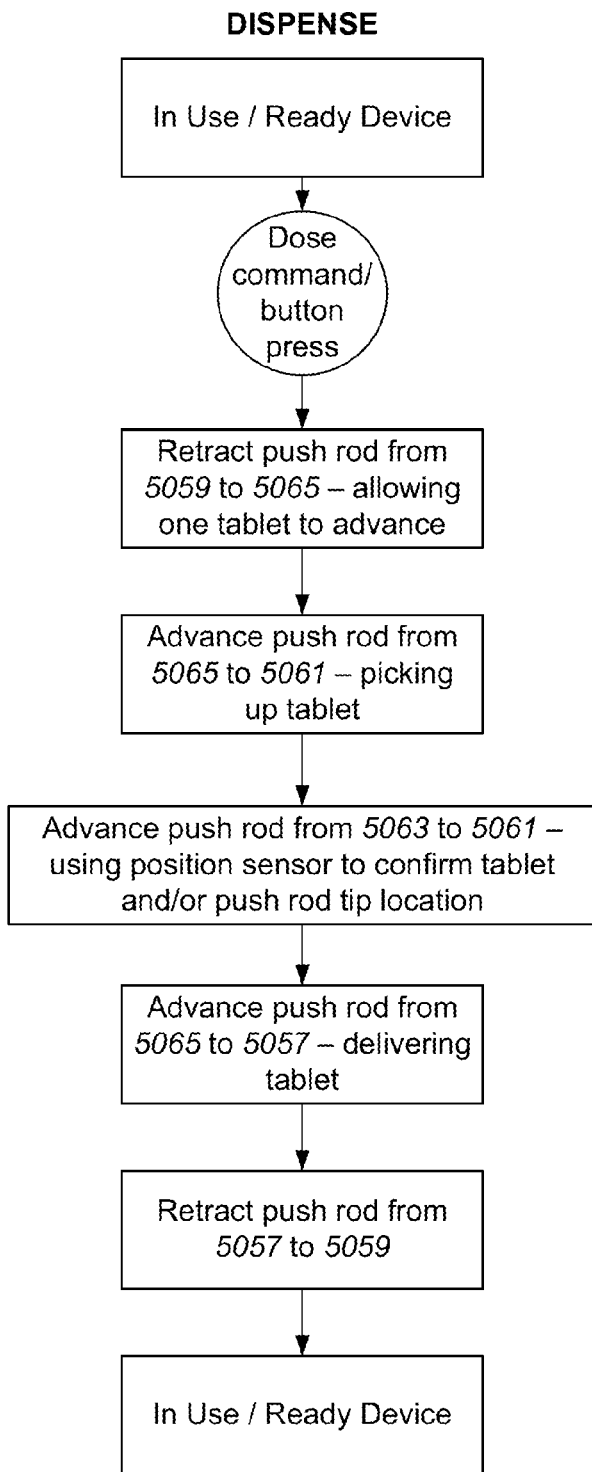 DISPENSE
In Use / Ready Device
Dose
command/
button
press
Retract push rod from
5059 to 5065 – allowing
one tablet to advance
Advance push rod from
5065 to 5061 – picking
up tablet
Advance push rod from 5063 to 5061 –
using position sensor to confirm tablet
and/or push rod tip location
Advance push rod from
5065 to 5057 – delivering
tablet
Retract push rod from
5057 to 5059
In Use / Ready Device